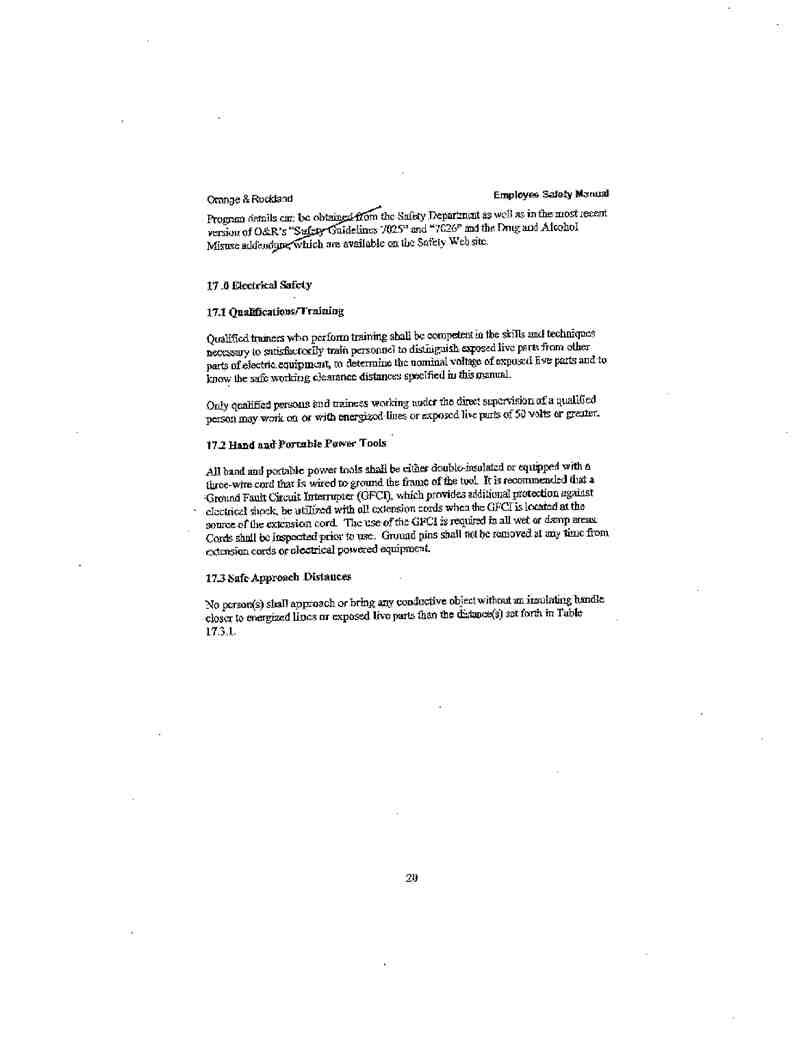 Orange & Rockland
Employee Safety Manual
Program details can be obtained from the Safety Department as well as in the most recent
version of O&R's "Safety Guidelines 7025" and "7026" and the Drug and Alcohol
Misuse addendum, which are available on the Safety Web site.
17 .0 Electrical Safety
17.1 Qualifications/Training
Qualified trainers who perform training shall be competent in the skills and techniques
necessary to satisfactorily train personnel to distinguish exposed live parts from other
parts of electric equipment, to determine the nominal voltage of exposed live parts and to
know the safe working clearance distances specified in this manual.
Only qualified persons and trainees working under the direct supervision of a qualified
person may work on or with energized lines or exposed live parts of 50 volts or greater.
17.2 Hand and Portable Power Tools
All hand and portable power tools shall be either double-insulated or equipped with a
three-wire cord that is wired to ground the frame of the tool. It is recommended that a
Ground Fault Circuit Interrupter (GFCI), which provides additional protection against
electrical shock, be utilized with all extension cords when the GFCI is located at the
source of the extension cord. The use of the GFCI is required in all wet or damp areas.
Cords shall be inspected prior to use. Ground pins shall not be removed at any time from
extension cords or electrical powered equipment.
17.3 Safe Approach Distances
No person(s) shall approach or bring any conductive object without an insulating handle
closer to energized lines or exposed live parts than the distance(s) set forth in Table
17.3.1.
20